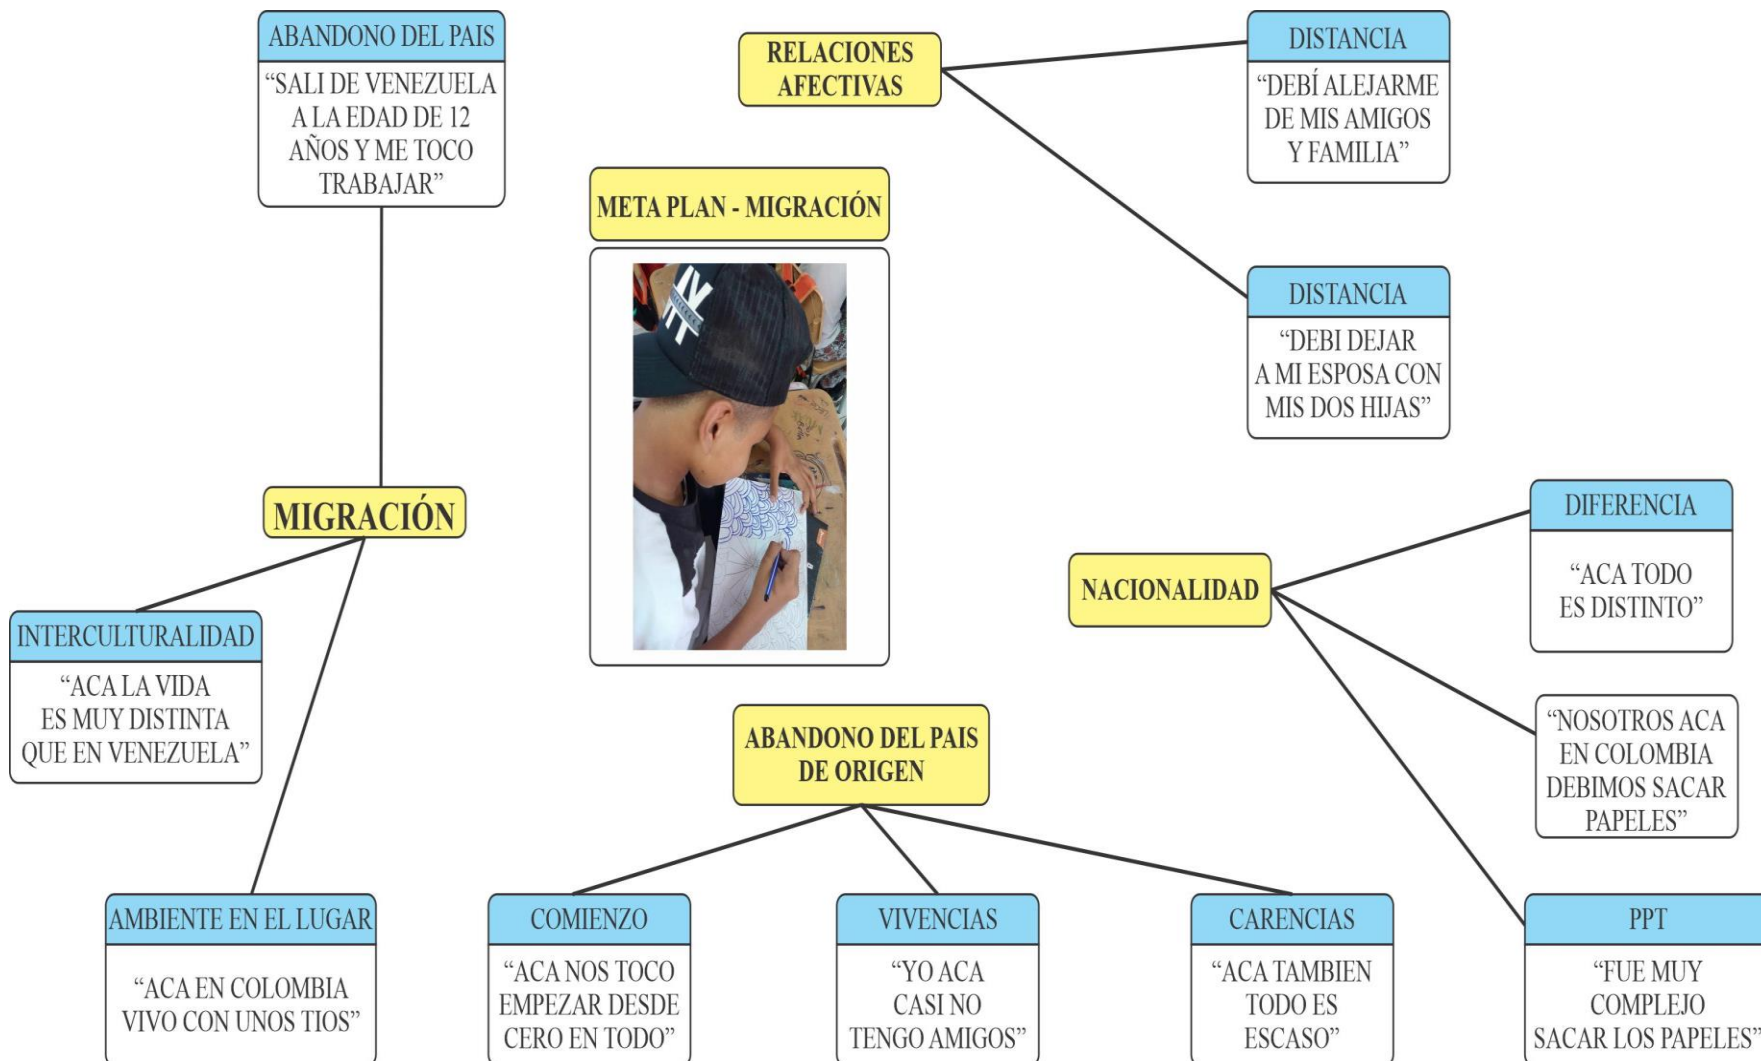 ABANDONO DEL PAIS
“SALI DE VENEZUELA
A LA EDAD DE 12
AÑOS Y ME TOCO
TRABAJAR”
RELACIONES
AFECTIVAS
DISTANCIA
“DEBÍ ALEJARME
DE MIS AMIGOS
Y FAMILIA”
META PLAN - MIGRACIÓN
DISTANCIA
“DEBI DEJAR
A MI ESPOSA CON
MIS DOS HIJAS”
MIGRACIÓN
INTERCULTURALIDAD
“ACA LA VIDA
ES MUY DISTINTA
QUE EN VENEZUELA”
AMBIENTE EN EL LUGAR
“ACA EN COLOMBIA
VIVO CON UNOS TIOS”
NACIONALIDAD
DIFERENCIA
“ACA TODO
ES DISTINTO”
“NOSOTROS ACA
EN COLOMBIA
DEBIMOS SACAR
PAPELES”
PPT
“FUE MUY
COMPLEJO
SACAR LOS PAPELES”
ABANDONO DEL PAIS
DE ORIGEN
COMIENZO
“ACA NOS TOCO
EMPEZAR DESDE
CERO EN TODO”
VIVENCIAS
“YO ACA
CASI NO
TENGO AMIGOS”
CARENCIAS
“ACA TAMBIEN
TODO ES
ESCASO”